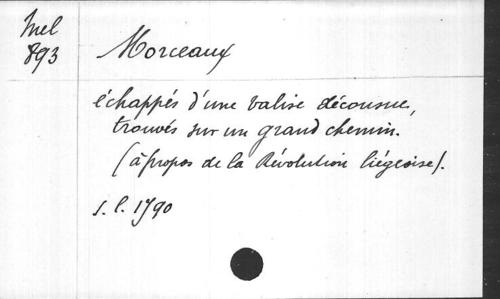 Mel
893
Morceaux
échappés d'une valise décousue,
trouvés sur un grand chemin.
(à propos de la Révolution liégeoise).
s.l. 1790